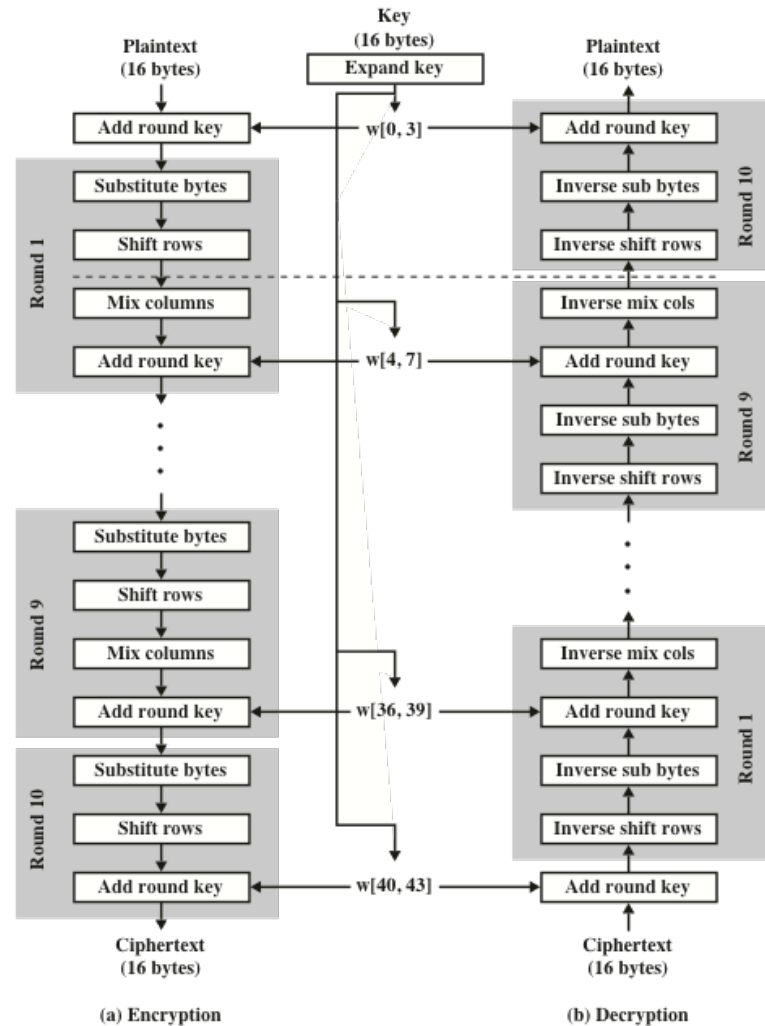 Key
(16 bytes)
Expand key
Plaintext
(16 bytes)
Add round key
Substitute bytes
Shift rows
Mix columns
Add round key
Round 1
Substitute bytes
Shift rows
Mix columns
Add round key
Round 9
Substitute bytes
Shift rows
Add round key
Round 10
Ciphertext
(16 bytes)
(a) Encryption
w[0, 3]
w[4, 7]
w[36, 39]
w[40, 43]
Plaintext
(16 bytes)
Add round key
Inverse sub bytes
Inverse shift rows
Round 10
Inverse mix cols
Add round key
Inverse sub bytes
Inverse shift rows
Round 9
Inverse mix cols
Add round key
Inverse sub bytes
Inverse shift rows
Round 1
Add round key
Ciphertext
(16 bytes)
(b) Decryption